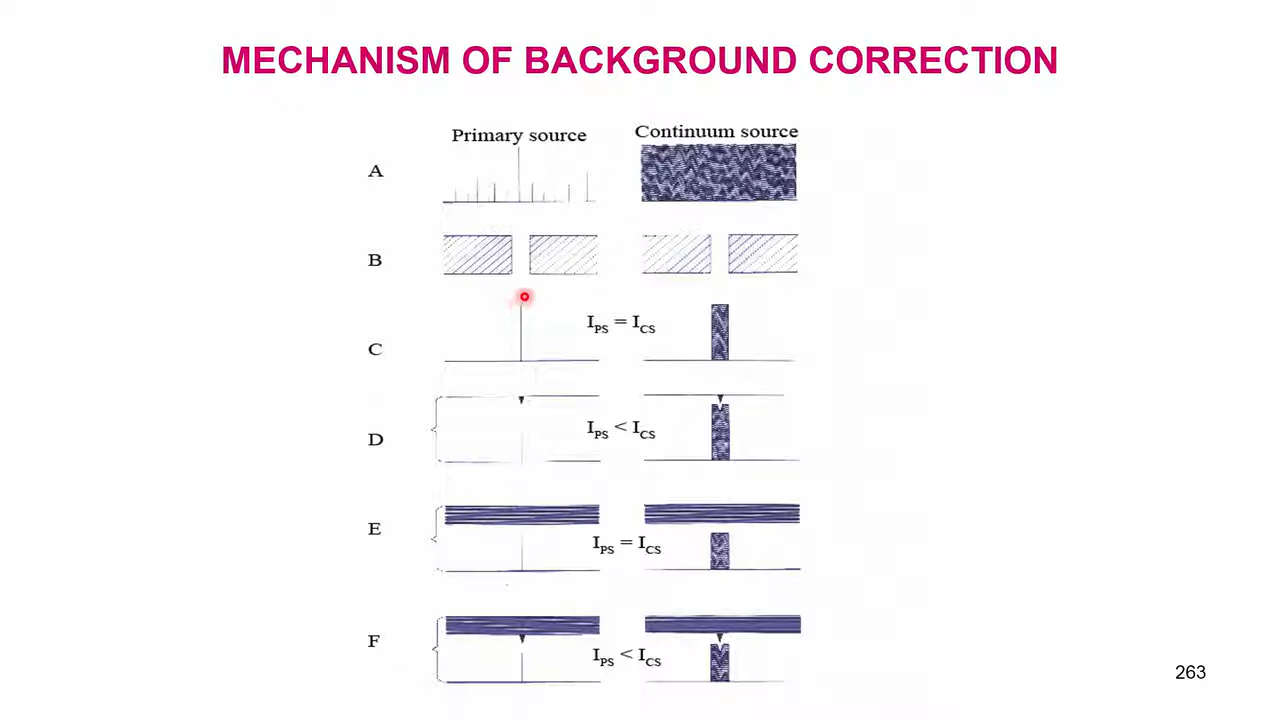 MECHANISM OF BACKGROUND CORRECTION
Primary source Continuum source
A
B
I_PS = I_CS
C
I_PS < I_CS
D
E
I_PS = I_CS
F
I_PS < I_CS
263